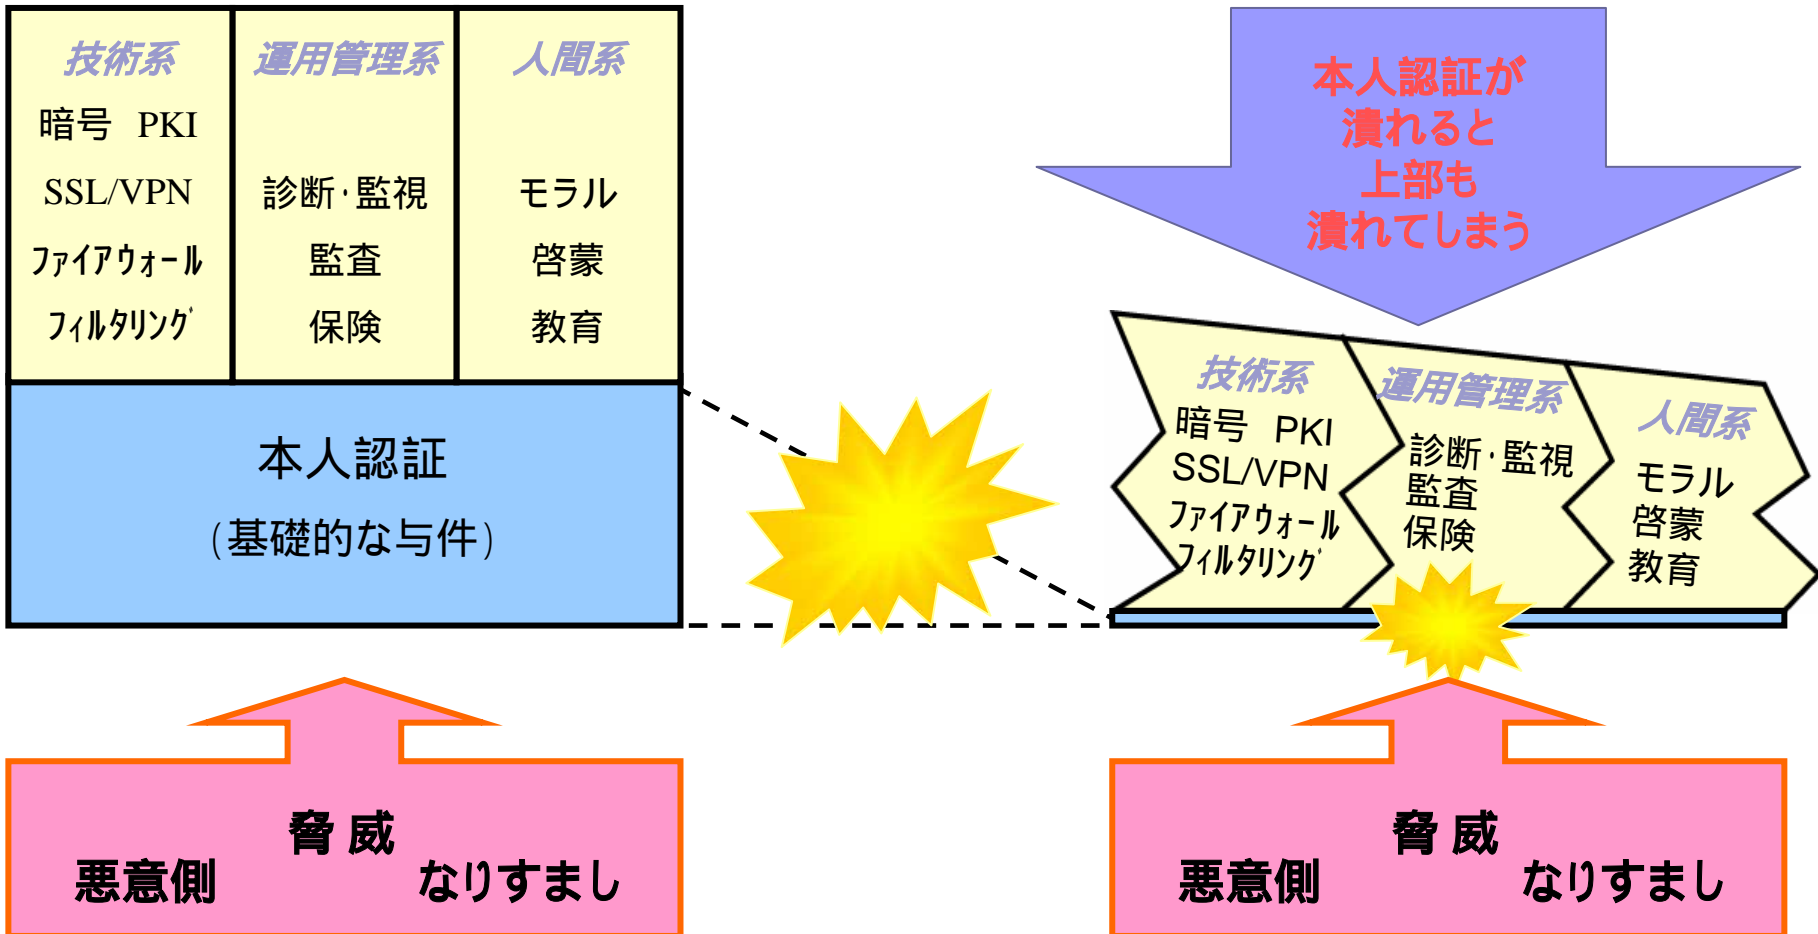 技術系
暗号 PKI
SSL/VPN
ファイアウォール
フィルタリング
運用管理系
診断・監視
監査
保険
人間系
モラル
啓蒙
教育
本人認証
(基礎的な与件)
脅 威
悪意側 なりすまし
本人認証が
潰れると
上部も
潰れてしまう
技術系
暗号 PKI
SSL/VPN
ファイアウォール
フィルタリング
運用管理系
診断・監視
監査
保険
人間系
モラル
啓蒙
教育
脅 威
悪意側 なりすまし